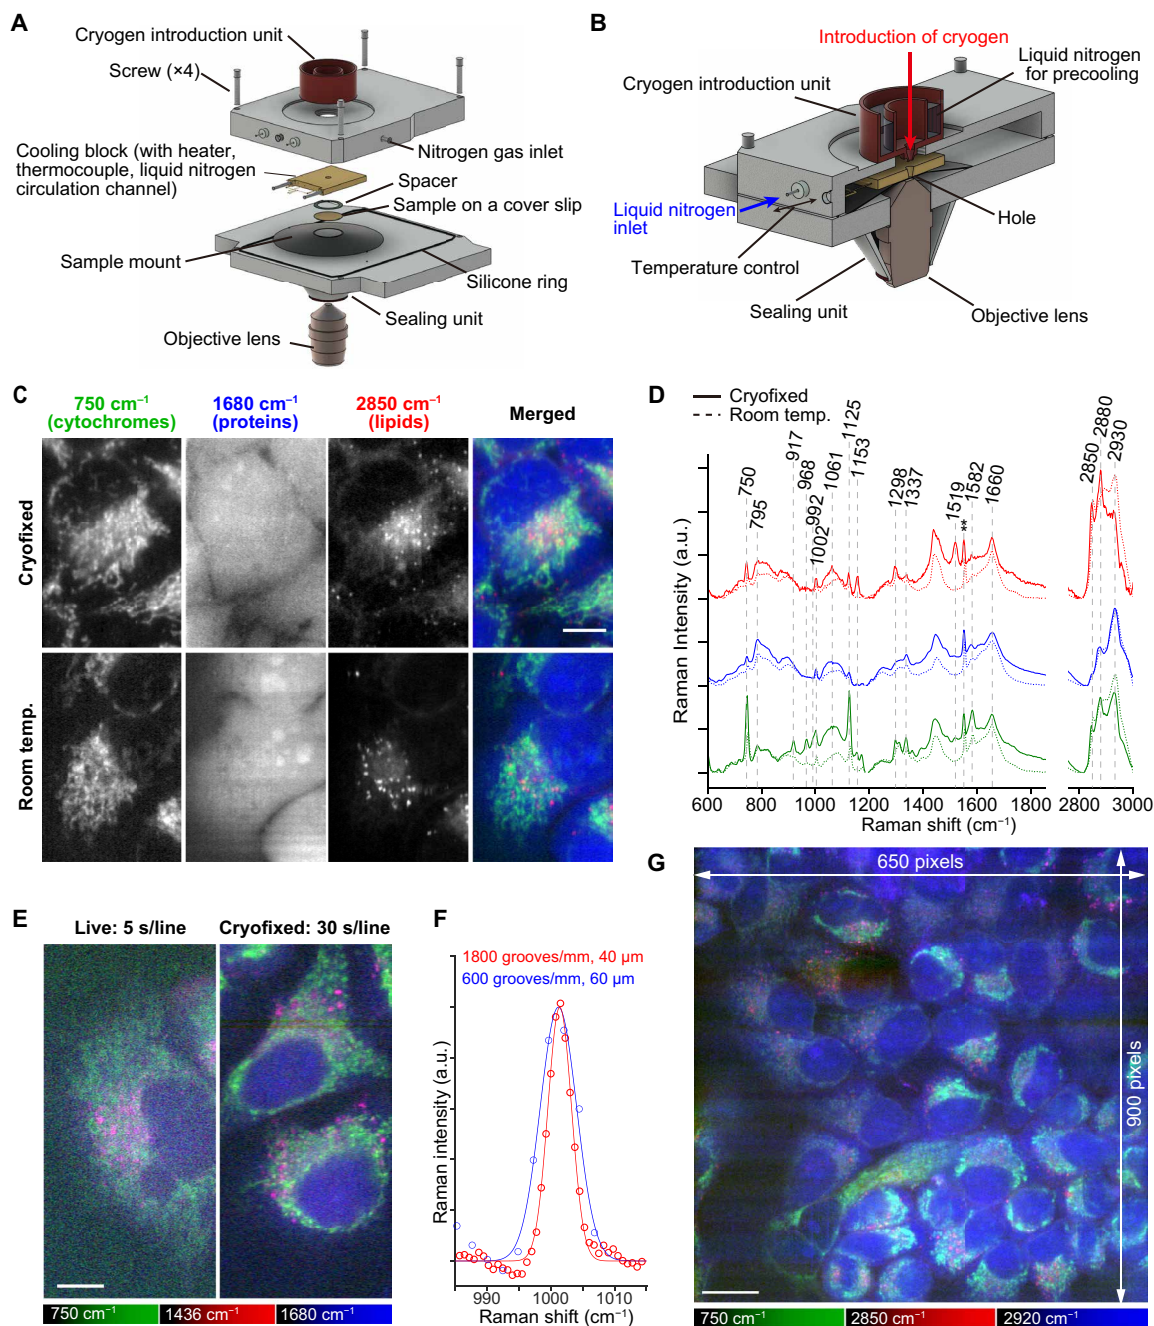 A
Cryogen introduction unit
Screw (×4)
Cooling block (with heater,
thermocouple, liquid nitrogen
circulation channel)
Nitrogen gas inlet
Spacer
Sample on a cover slip
Sample mount
Silicone ring
Sealing unit
Objective lens
B
Introduction of cryogen
Cryogen introduction unit
Liquid nitrogen
for precooling
Liquid nitrogen
inlet
Hole
Temperature control
Sealing unit
Objective lens
C
750 cm⁻¹
(cytochromes)
1680 cm⁻¹
(proteins)
2850 cm⁻¹
(lipids)
Merged
Cryofixed
Room temp.
D
Cryofixed
Room temp.
750
795
917
968
992
1002
1061
1125
1153
1298
1337
1519
**
1582
1660
2850
2880
2930
Raman Intensity (a.u.)
600 800 1000 1200 1400 1600 1800 2800 3000
Raman shift (cm⁻¹)
E
Live: 5 s/line
Cryofixed: 30 s/line
750 cm⁻¹ 1436 cm⁻¹ 1680 cm⁻¹
F
1800 grooves/mm, 40 µm
600 grooves/mm, 60 µm
Raman intensity (a.u.)
990 1000 1010
Raman shift (cm⁻¹)
G
650 pixels
900 pixels
750 cm⁻¹ 2850 cm⁻¹ 2920 cm⁻¹